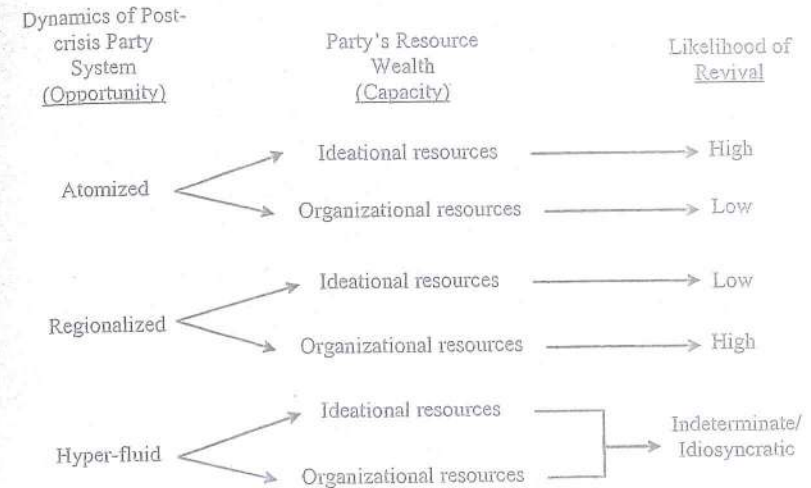 Dynamics of Post-
crisis Party
System
(Opportunity)
Party's Resource
Wealth
(Capacity)
Likelihood of
Revival
Atomized
Ideational resources
High
Organizational resources
Low
Regionalized
Ideational resources
Low
Organizational resources
High
Hyper-fluid
Ideational resources
Organizational resources
Indeterminate/
Idiosyncratic